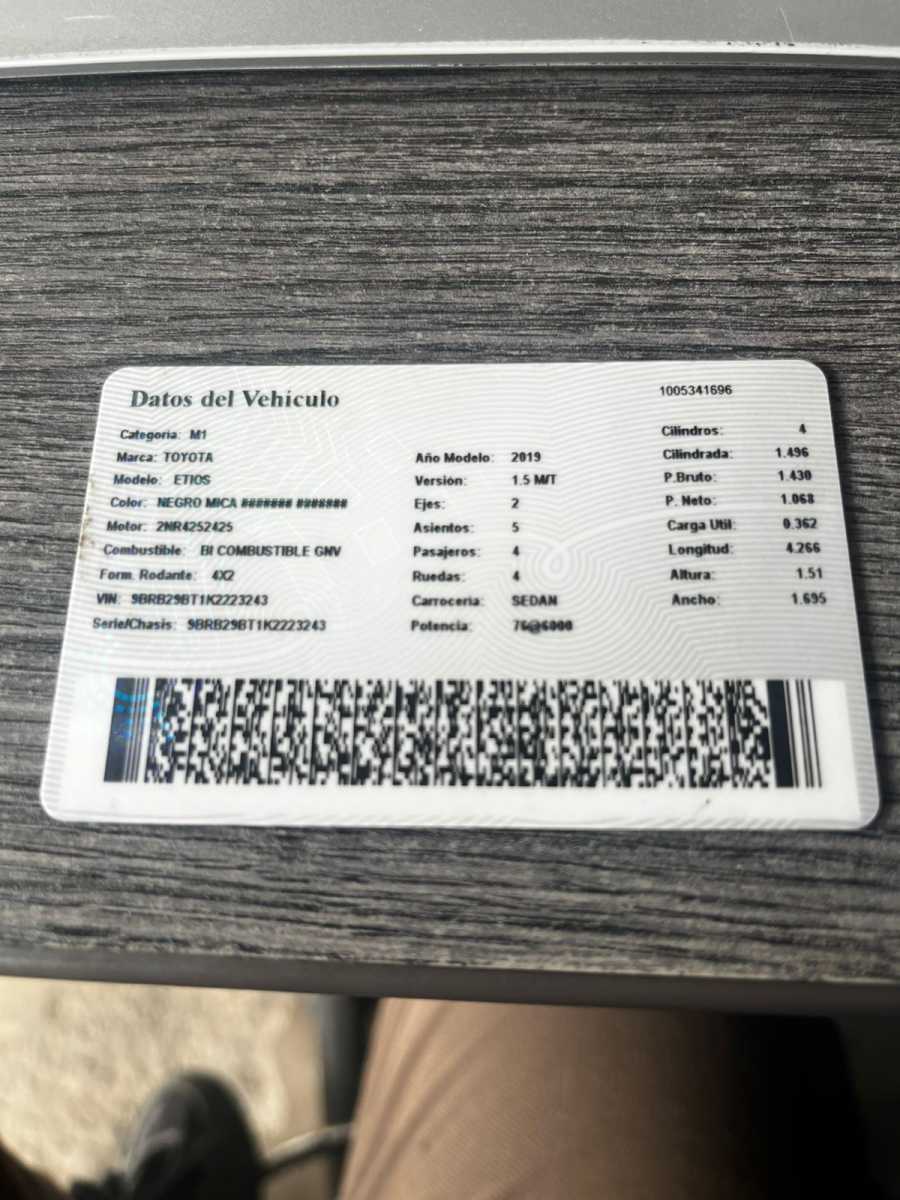 Datos del Vehiculo
1005341696
Categoria: M1
Marca: TOYOTA
Modelo: ETIOS
Color: NEGRO MICA ####### #######
Motor: 2NR4252425
Combustible: BI COMBUSTIBLE GNV
Form. Rodante: 4X2
VIN: 9BRB29BT1K2223243
Serie/Chasis: 9BRB29BT1K2223243
Año Modelo: 2019
Versión: 1.5 M/T
Ejes: 2
Asientos: 5
Pasajeros: 4
Ruedas: 4
Carroceria: SEDAN
Potencia: 76@6000
Cilindros: 4
Cilindrada: 1.496
P.Bruto: 1.430
P. Neto: 1.068
Carga Util: 0.362
Longitud: 4.266
Altura: 1.51
Ancho: 1.695